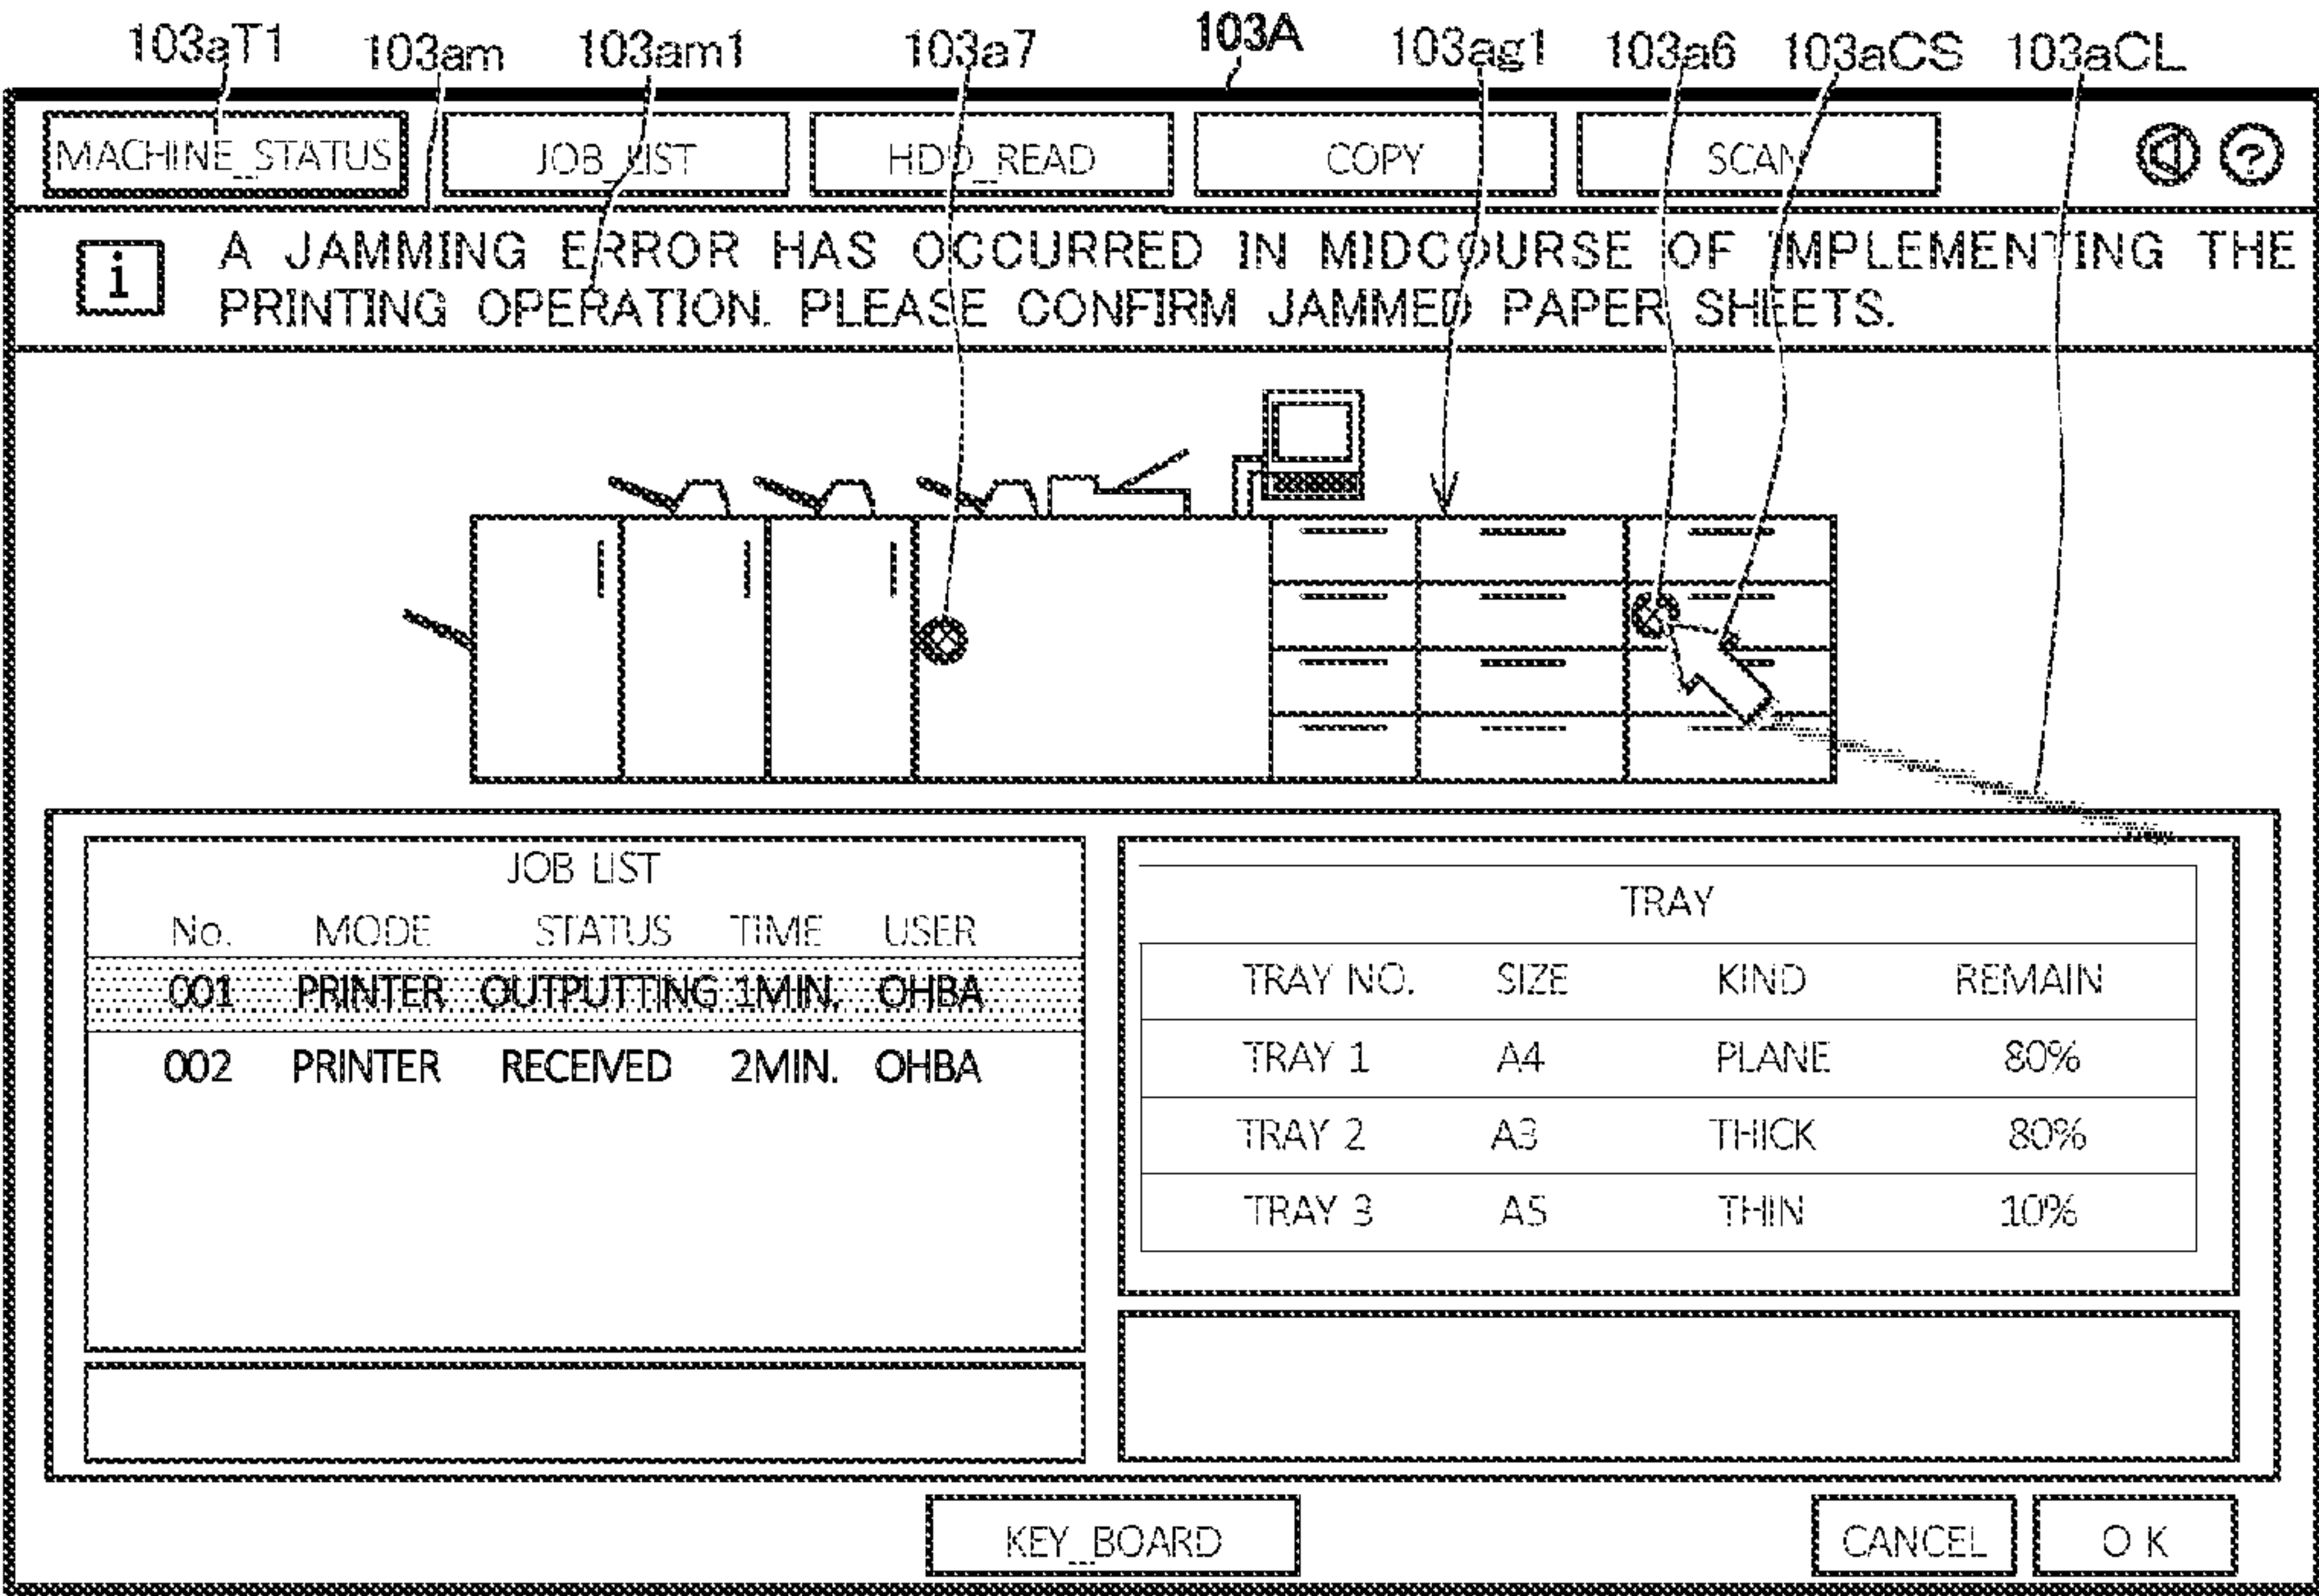 103aT1 103am 103am1 103a7 103A 103ag1 103a6 103aCS 103aCL
MACHINE_STATUS JOB_LIST HDD_READ COPY SCAN ?
i A JAMMING ERROR HAS OCCURRED IN MIDCOURSE OF IMPLEMENTING THE
PRINTING OPERATION. PLEASE CONFIRM JAMMED PAPER SHEETS.
JOB LIST
No. MODE STATUS TIME USER
001 PRINTER OUTPUTTING 1MIN. OHBA
002 PRINTER RECEIVED 2MIN. OHBA
TRAY
TRAY NO. SIZE KIND REMAIN
TRAY 1 A4 PLANE 80%
TRAY 2 A3 THICK 80%
TRAY 3 A5 THIN 10%
KEY_BOARD CANCEL OK